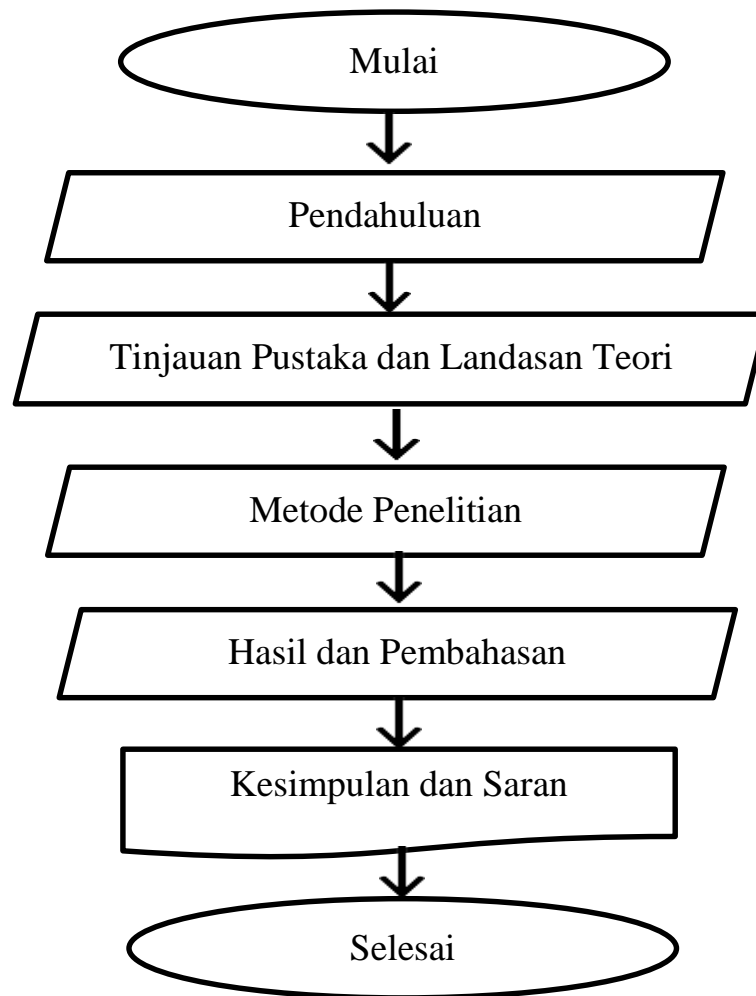 Mulai
Pendahuluan
Tinjauan Pustaka dan Landasan Teori
Metode Penelitian
Hasil dan Pembahasan
Kesimpulan dan Saran
Selesai